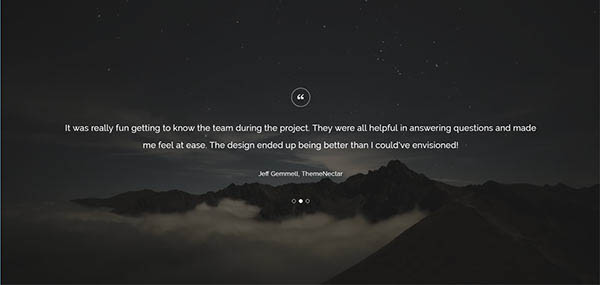 “
It was really fun getting to know the team during the project. They were all helpful in answering questions and made
me feel at ease. The design ended up being better than I could've envisioned!
Jeff Gemmell, ThemeNectar